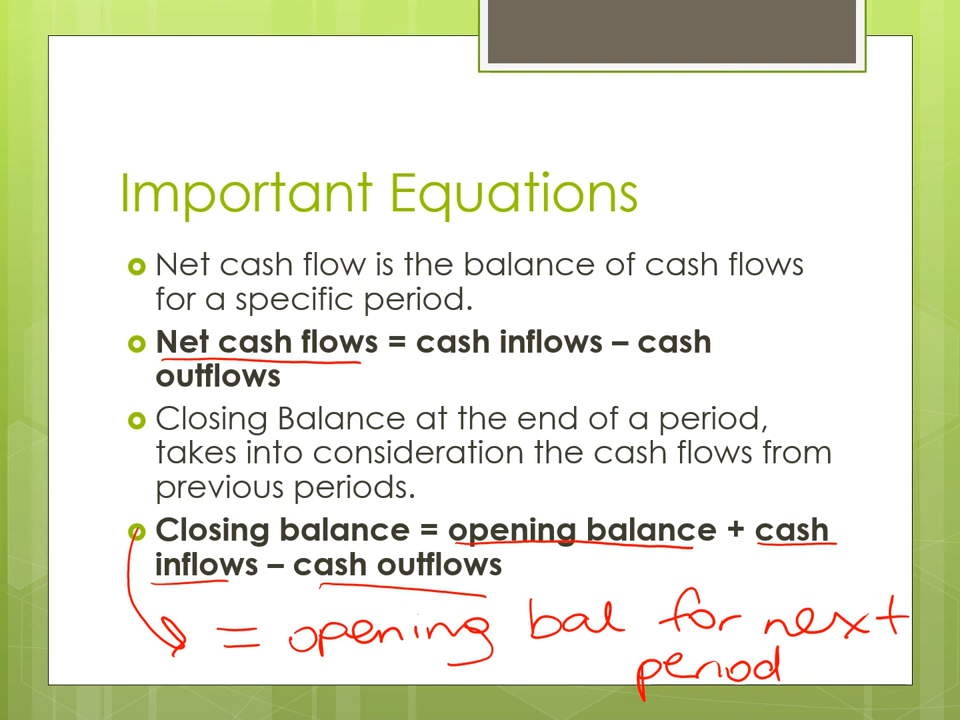 Important Equations
Net cash flow is the balance of cash flows
for a specific period.
Net cash flows = cash inflows – cash
outflows
Closing Balance at the end of a period,
takes into consideration the cash flows from
previous periods.
Closing balance = opening balance + cash
inflows – cash outflows
= opening bal for next
period